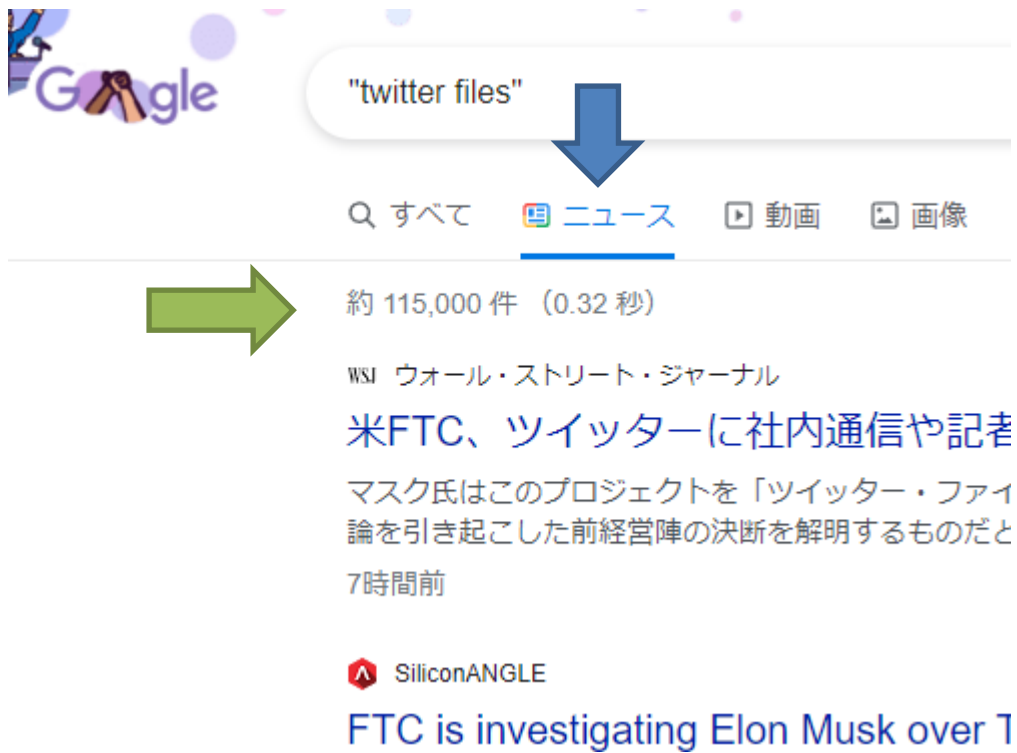 Google
"twitter files"
すべて ニュース 動画 画像
約 115,000 件 （0.32 秒）
WSJ ウォール・ストリート・ジャーナル
米FTC、ツイッターに社内通信や記者
マスク氏はこのプロジェクトを「ツイッター・ファイ
論を引き起こした前経営陣の決断を解明するものだと
7時間前
SiliconANGLE
FTC is investigating Elon Musk over T